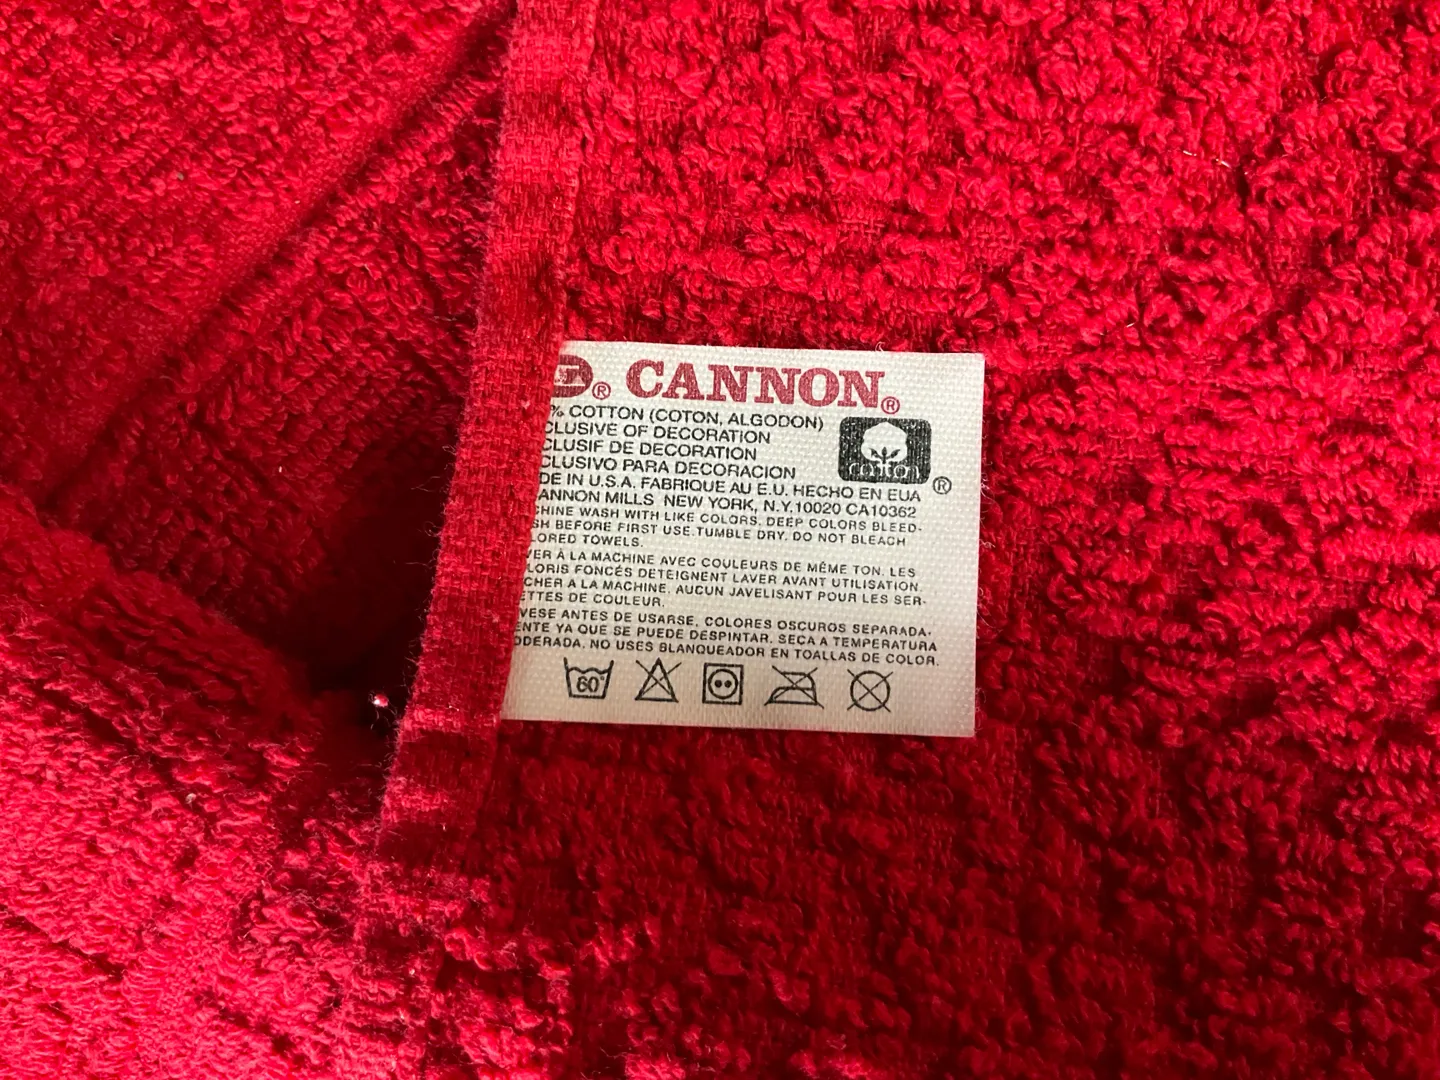 ® CANNON®
% COTTON (COTON, ALGODON)
CLUSIVE OF DECORATION
CLUSIF DE DECORATION
CLUSIVO PARA DECORACION
cotton ®
DE IN U.S.A. FABRIQUE AU E.U. HECHO EN EUA
ANNON MILLS NEW YORK, N.Y.10020 CA10362
CHINE WASH WITH LIKE COLORS. DEEP COLORS BLEED-
SH BEFORE FIRST USE.TUMBLE DRY. DO NOT BLEACH
LORED TOWELS.
VER À LA MACHINE AVEC COULEURS DE MÊME TON. LES
LORIS FONCÉS DETEIGNENT LAVER AVANT UTILISATION.
CHER A LA MACHINE. AUCUN JAVELISANT POUR LES SER-
ETTES DE COULEUR.
VESE ANTES DE USARSE, COLORES OSCUROS SEPARADA-
ENTE YA QUE SE PUEDE DESPINTAR. SECA A TEMPERATURA
ODERADA. NO USES BLANQUEADOR EN TOALLAS DE COLOR.
60°